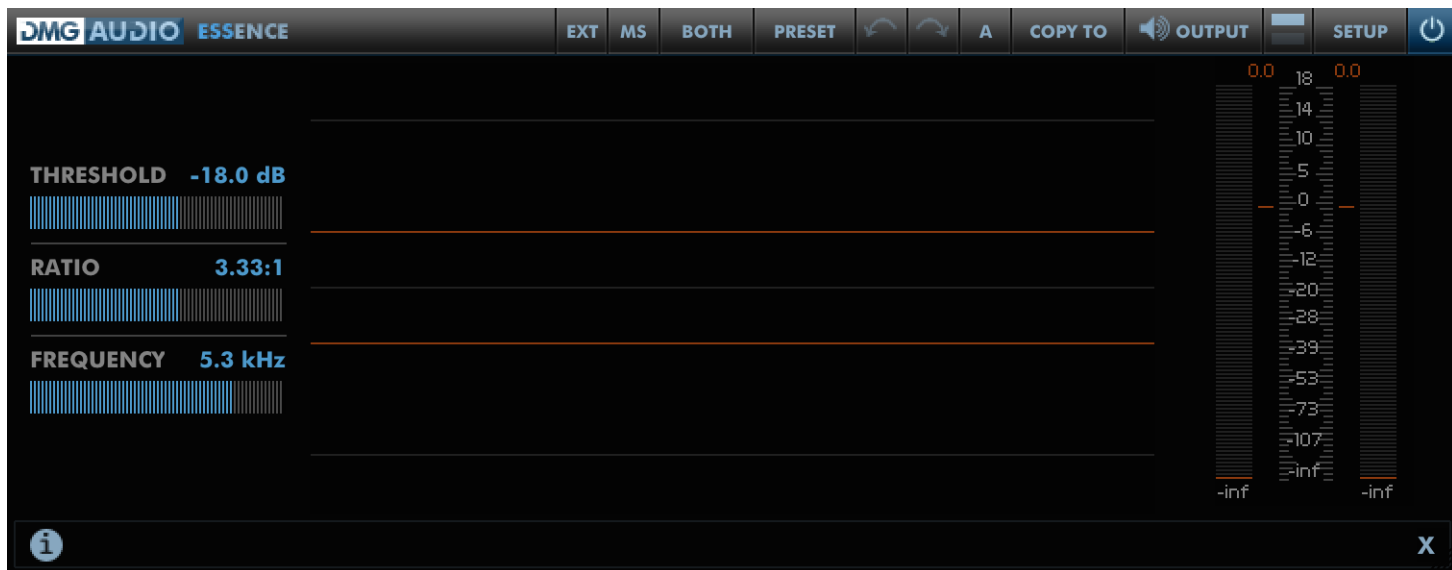 DMG AUDIO ESSENCE EXT MS BOTH PRESET A COPY TO OUTPUT SETUP
0.0 18 0.0
14
10
THRESHOLD -18.0 dB
5
0
-6
RATIO 3.33:1
-12
-20
-28
FREQUENCY 5.3 kHz
-39
-53
-73
-107
-inf
-inf -inf
i X